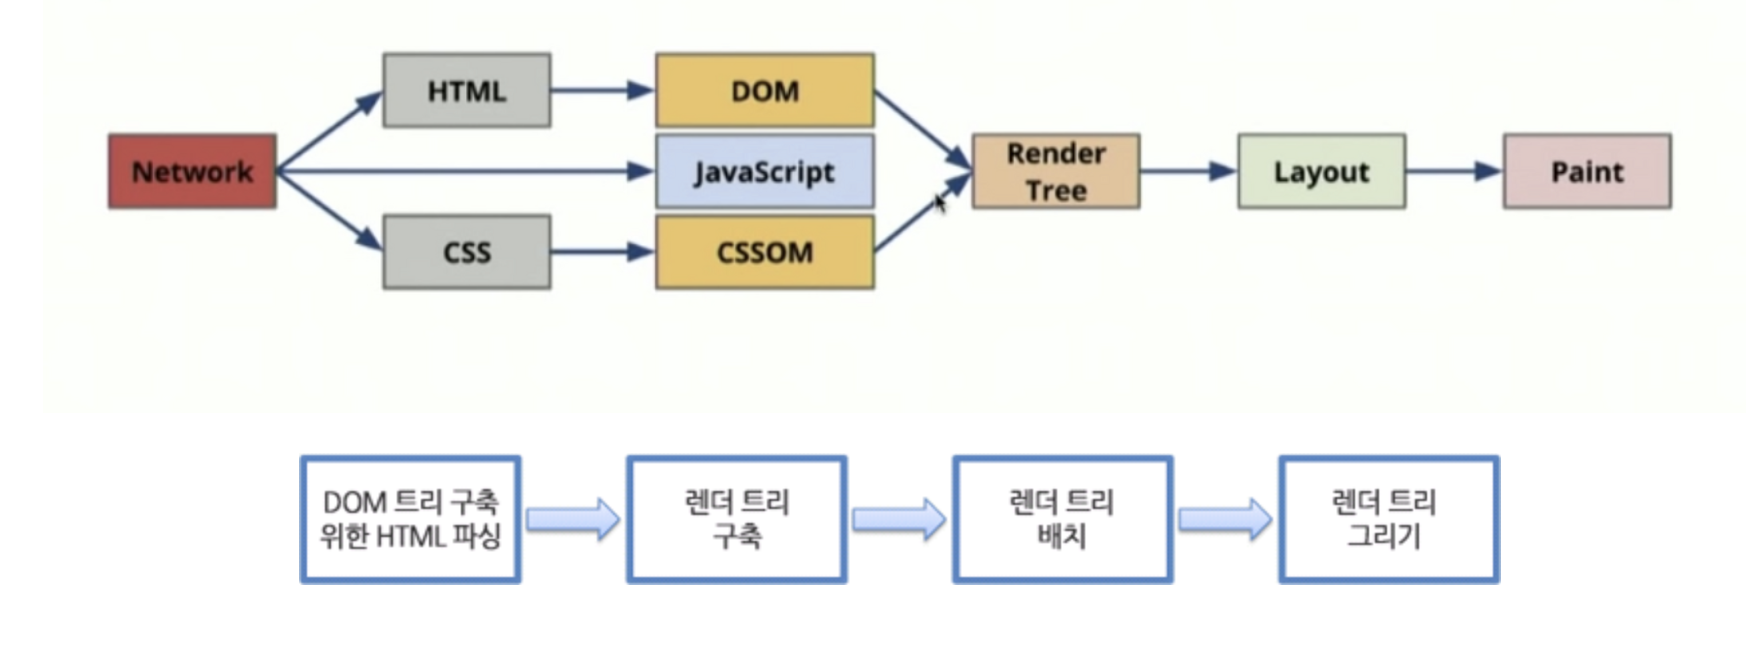 HTML
DOM
Network
JavaScript
Render
Tree
Layout
Paint
CSS
CSSOM
DOM 트리 구축
위한 HTML 파싱
렌더 트리
구축
렌더 트리
배치
렌더 트리
그리기